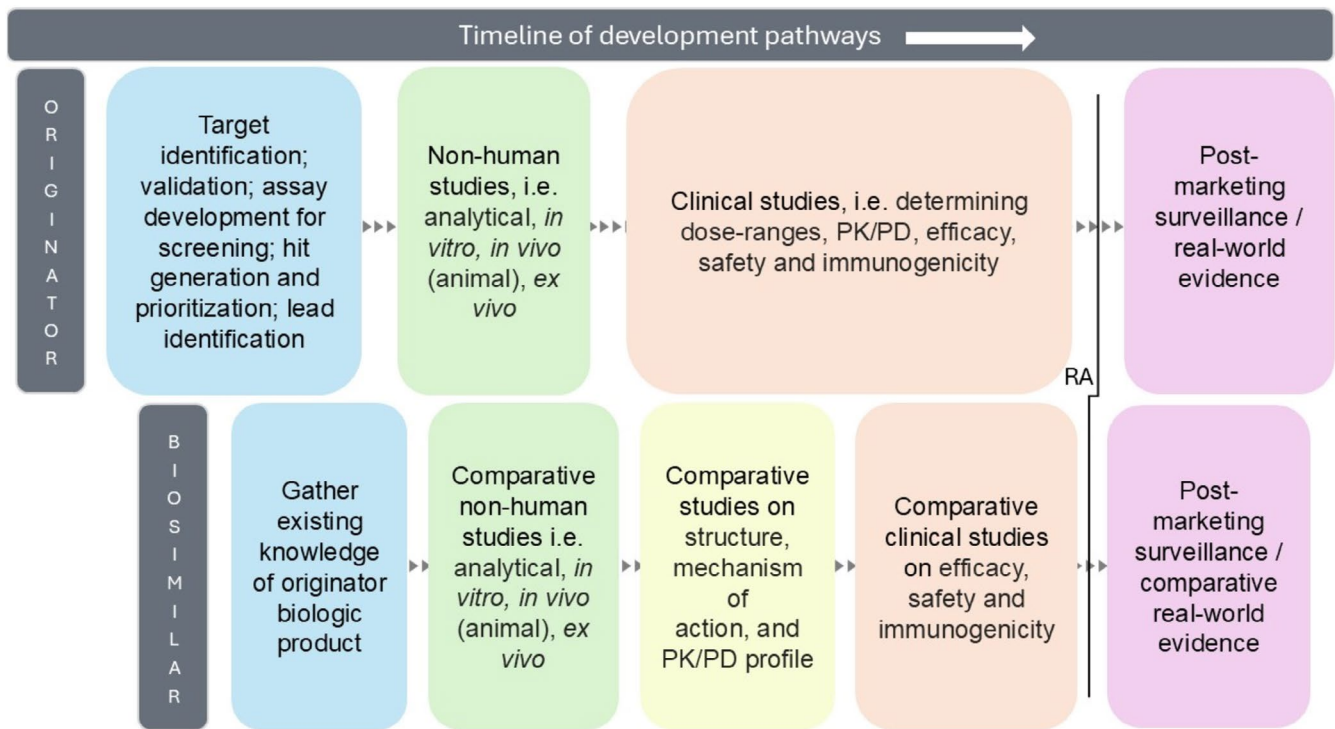 Timeline of development pathways
ORIGINATOR
Target
identification;
validation; assay
development for
screening; hit
generation and
prioritization; lead
identification
Non-human
studies, i.e.
analytical, in
vitro, in vivo
(animal), ex
vivo
Clinical studies, i.e. determining
dose-ranges, PK/PD, efficacy,
safety and immunogenicity
RA
Post-
marketing
surveillance /
real-world
evidence
BIOSIMILAR
Gather
existing
knowledge
of originator
biologic
product
Comparative
non-human
studies i.e.
analytical, in
vitro, in vivo
(animal), ex
vivo
Comparative
studies on
structure,
mechanism
of
action, and
PK/PD profile
Comparative
clinical studies
on efficacy,
safety and
immunogenicity
Post-
marketing
surveillance /
comparative
real-world
evidence